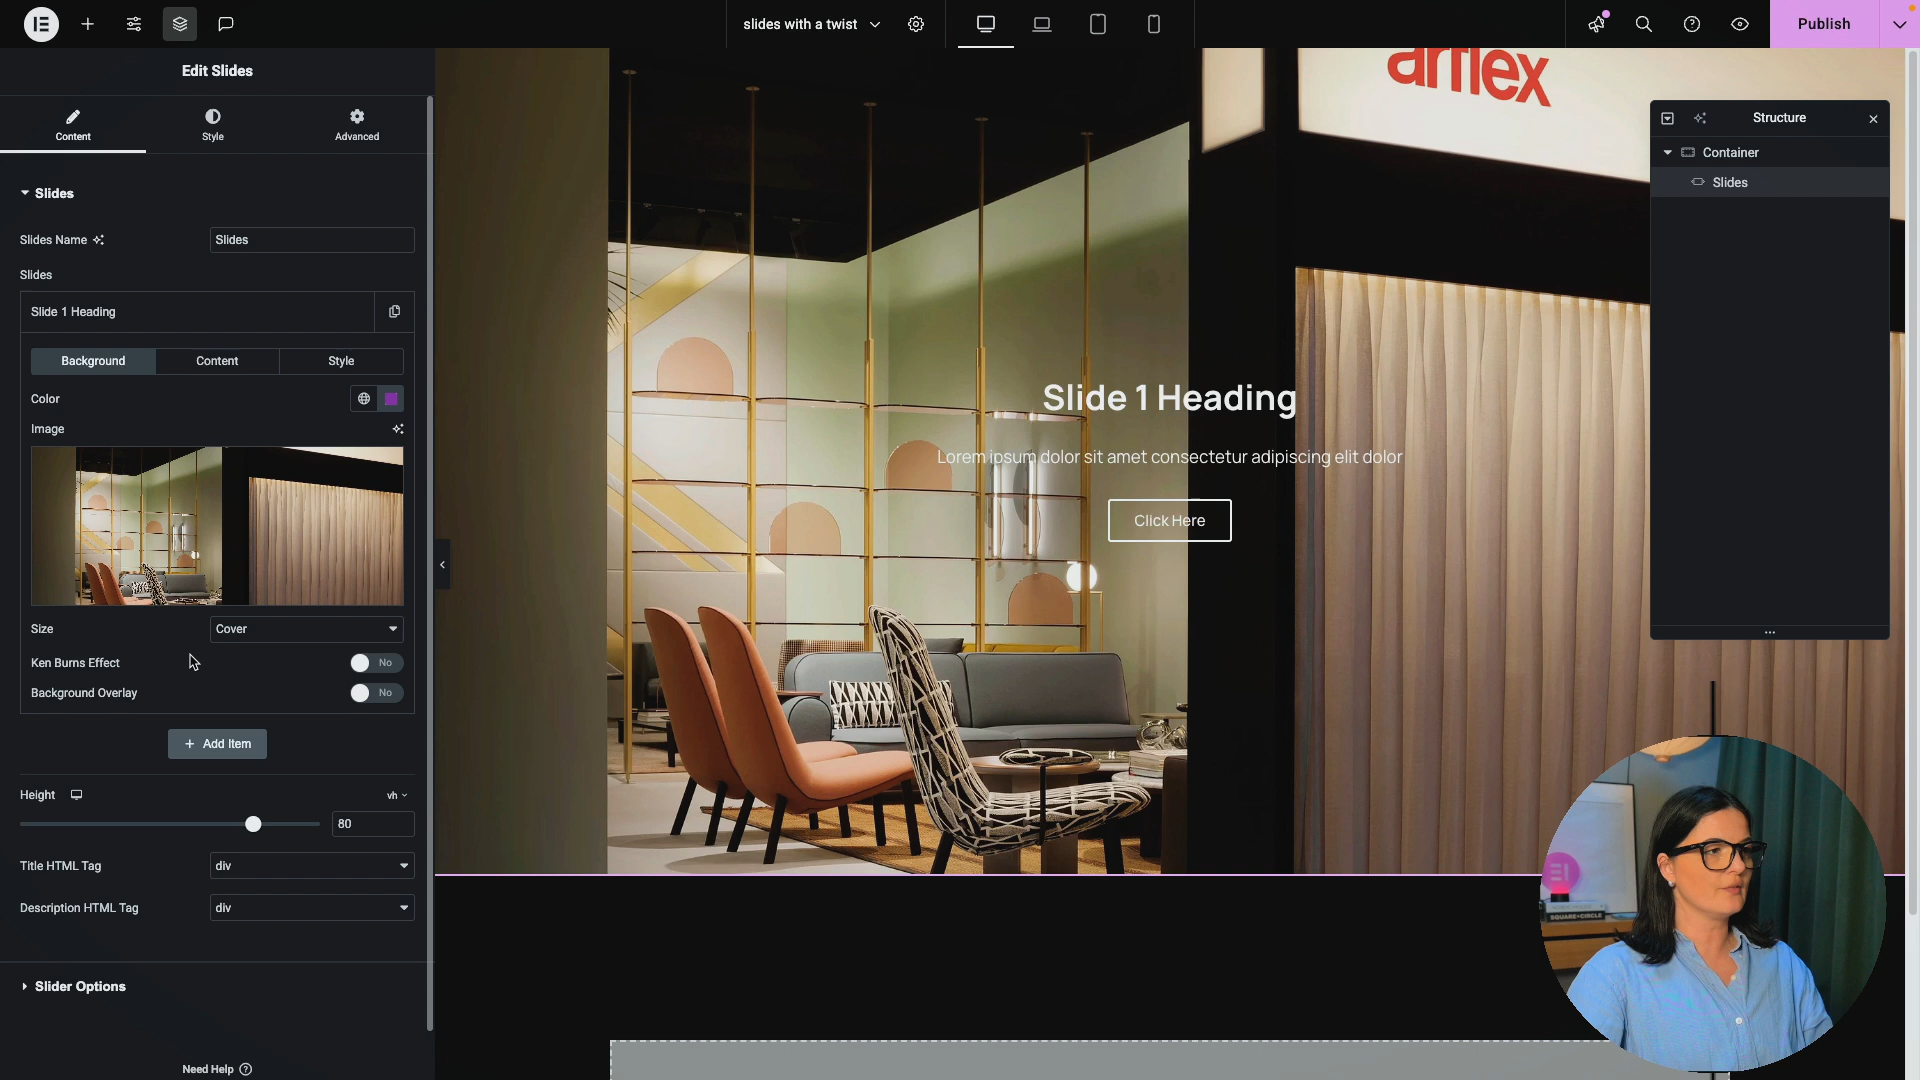 slides with a twist
Publish
Edit Slides
Content
Style
Advanced
Slides
Slides Name
Slides
Slides
Slide 1 Heading
Background
Content
Style
Color
Image
Size
Cover
Ken Burns Effect
No
Background Overlay
No
+ Add Item
Height
vh
80
Title HTML Tag
div
Description HTML Tag
div
Slider Options
Need Help
arflex
Slide 1 Heading
Lorem ipsum dolor sit amet consectetur adipiscing elit dolor
Click Here
Structure
Container
Slides
SQUARE+CIRCLE